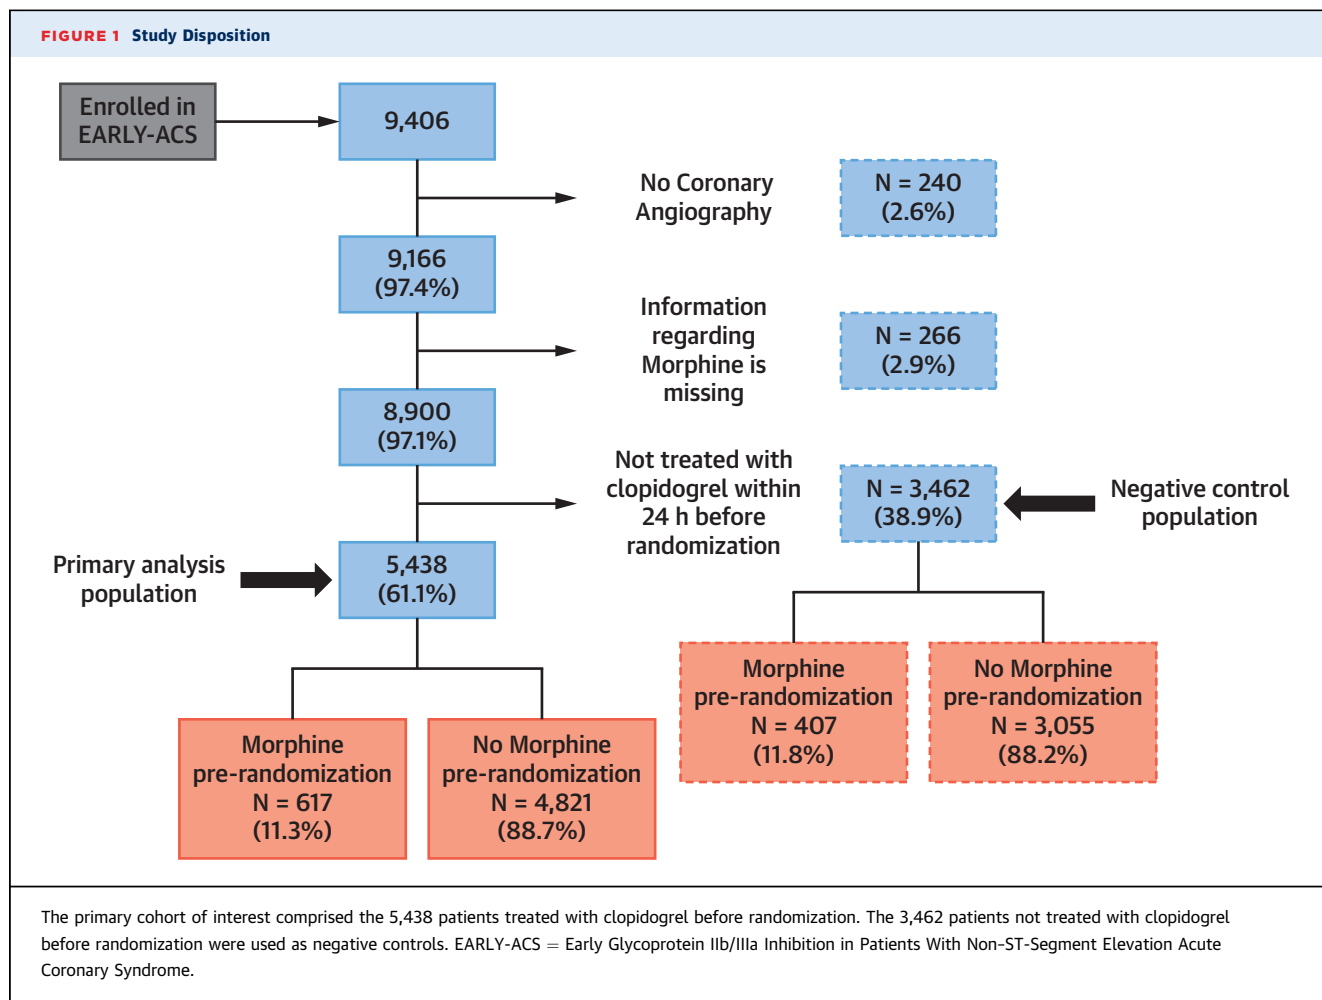 FIGURE 1 Study Disposition
Enrolled in
EARLY-ACS
9,406
No Coronary
Angiography
N = 240
(2.6%)
9,166
(97.4%)
Information
regarding
Morphine is
missing
N = 266
(2.9%)
8,900
(97.1%)
Not treated with
clopidogrel within
24 h before
randomization
N = 3,462
(38.9%)
Negative control
population
Primary analysis
population
5,438
(61.1%)
Morphine
pre-randomization
N = 407
(11.8%)
No Morphine
pre-randomization
N = 3,055
(88.2%)
Morphine
pre-randomization
N = 617
(11.3%)
No Morphine
pre-randomization
N = 4,821
(88.7%)
The primary cohort of interest comprised the 5,438 patients treated with clopidogrel before randomization. The 3,462 patients not treated with clopidogrel
before randomization were used as negative controls. EARLY-ACS = Early Glycoprotein IIb/IIIa Inhibition in Patients With Non–ST-Segment Elevation Acute
Coronary Syndrome.